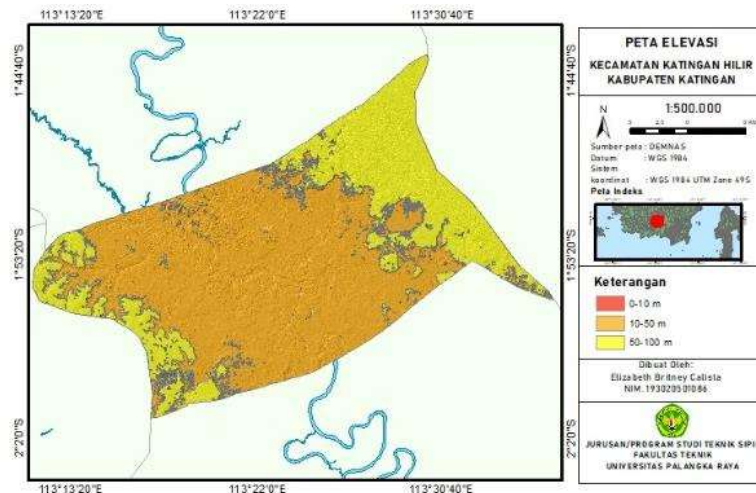 113°13'20"E 113°22'0"E 113°30'40"E
1°44'40"S 1°44'40"S
1°53'20"S 1°53'20"S
2°2'0"S 2°2'0"S
113°13'20"E 113°22'0"E 113°30'40"E
PETA ELEVASI
KECAMATAN KATINGAN HILIR
KABUPATEN KATINGAN
N
1:500.000
Sumber peta : DEMNAS
Datum : WGS 1984
Sistem
koordinat : WGS 1984 UTM Zone 49S
Peta Indeks
Keterangan
0-10 m
10-50 m
50-100 m
Dibuat Oleh:
Elizabeth Britney Calista
NIM. 193020501086
JURUSAN/PROGRAM STUDI TEKNIK SIPI
FAKULTAS TEKNIK
UNIVERSITAS PALANGKA RAYA